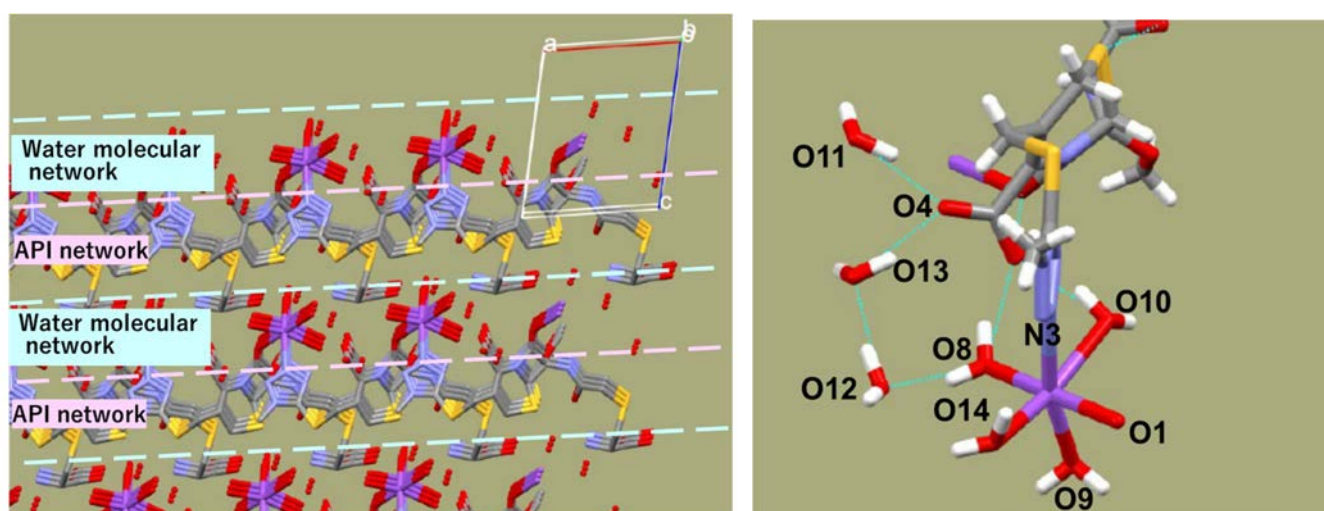 a
b
Water molecular
network
API network
c
Water molecular
network
API network
O11
O4
O13
O10
N3
O8
O12
O14
O1
O9